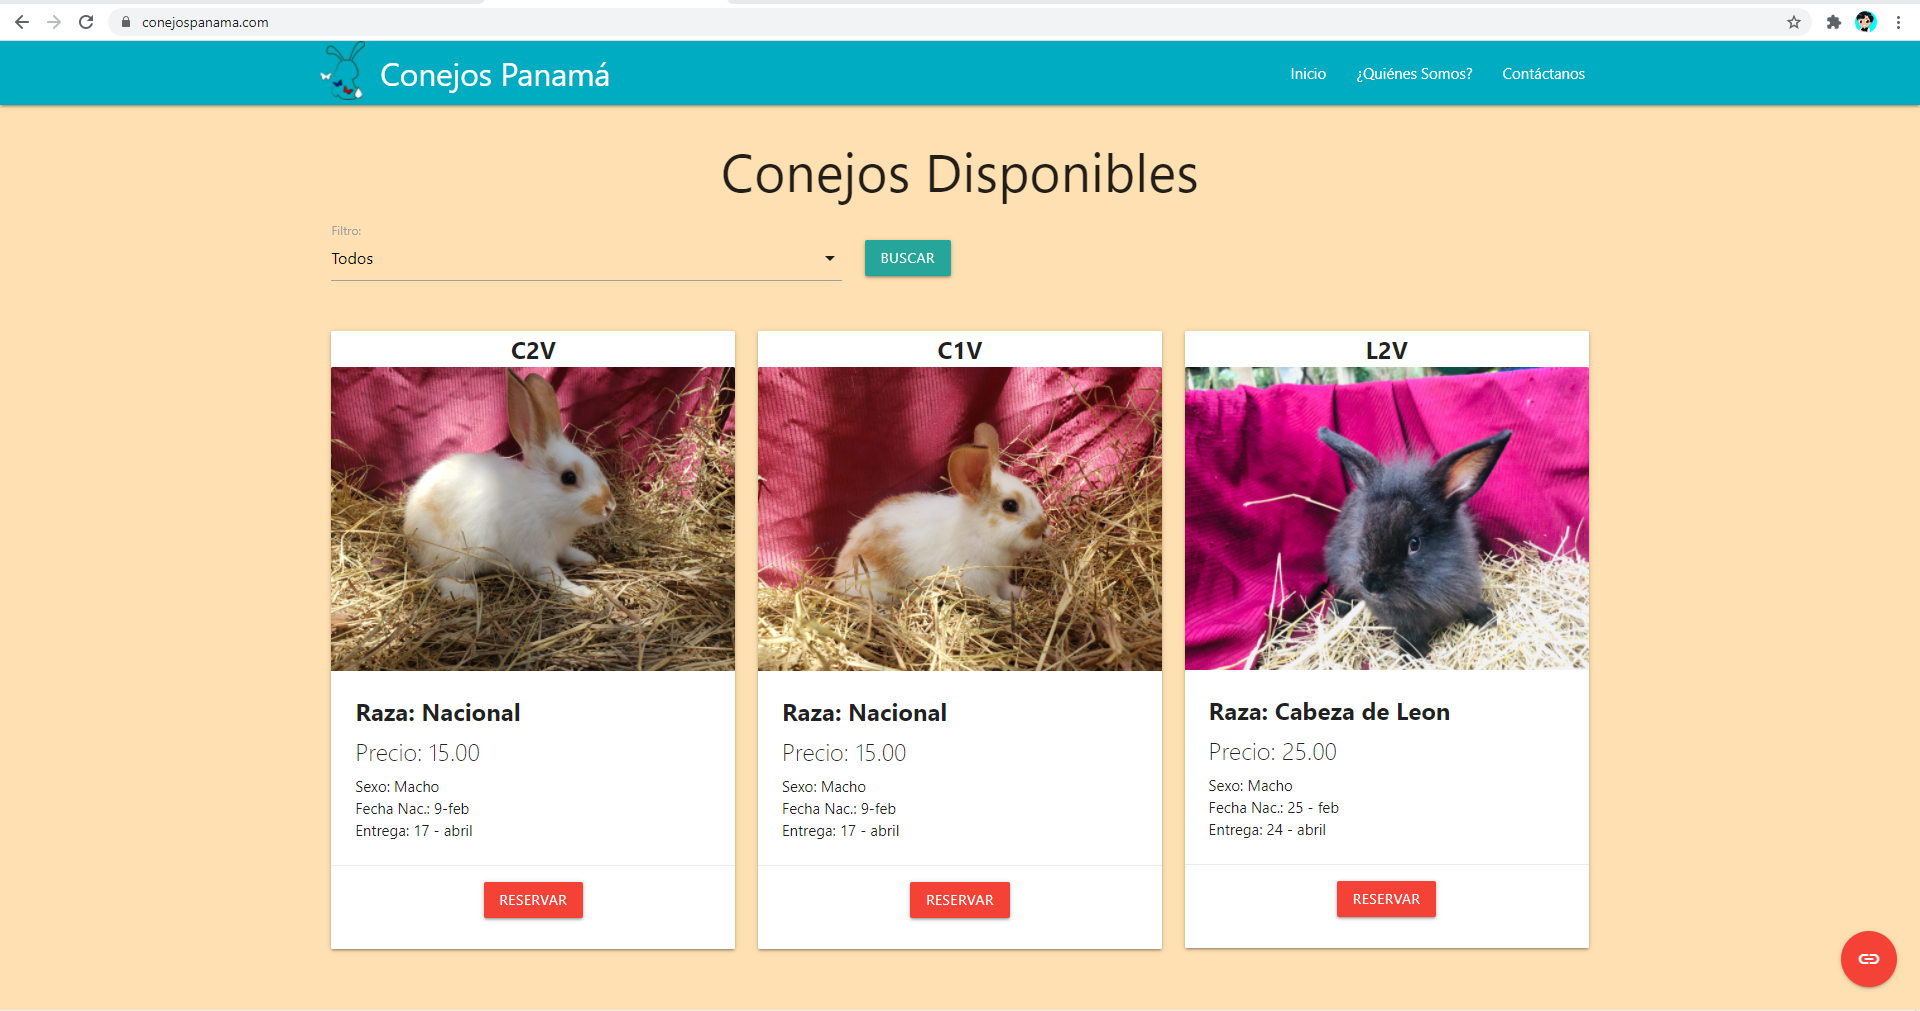 conejospanama.com
Conejos Panamá
Inicio
¿Quiénes Somos?
Contáctanos
Conejos Disponibles
Filtro:
Todos
BUSCAR
C2V
Raza: Nacional
Precio: 15.00
Sexo: Macho
Fecha Nac.: 9-feb
Entrega: 17 - abril
RESERVAR
C1V
Raza: Nacional
Precio: 15.00
Sexo: Macho
Fecha Nac.: 9-feb
Entrega: 17 - abril
RESERVAR
L2V
Raza: Cabeza de Leon
Precio: 25.00
Sexo: Macho
Fecha Nac.: 25 - feb
Entrega: 24 - abril
RESERVAR